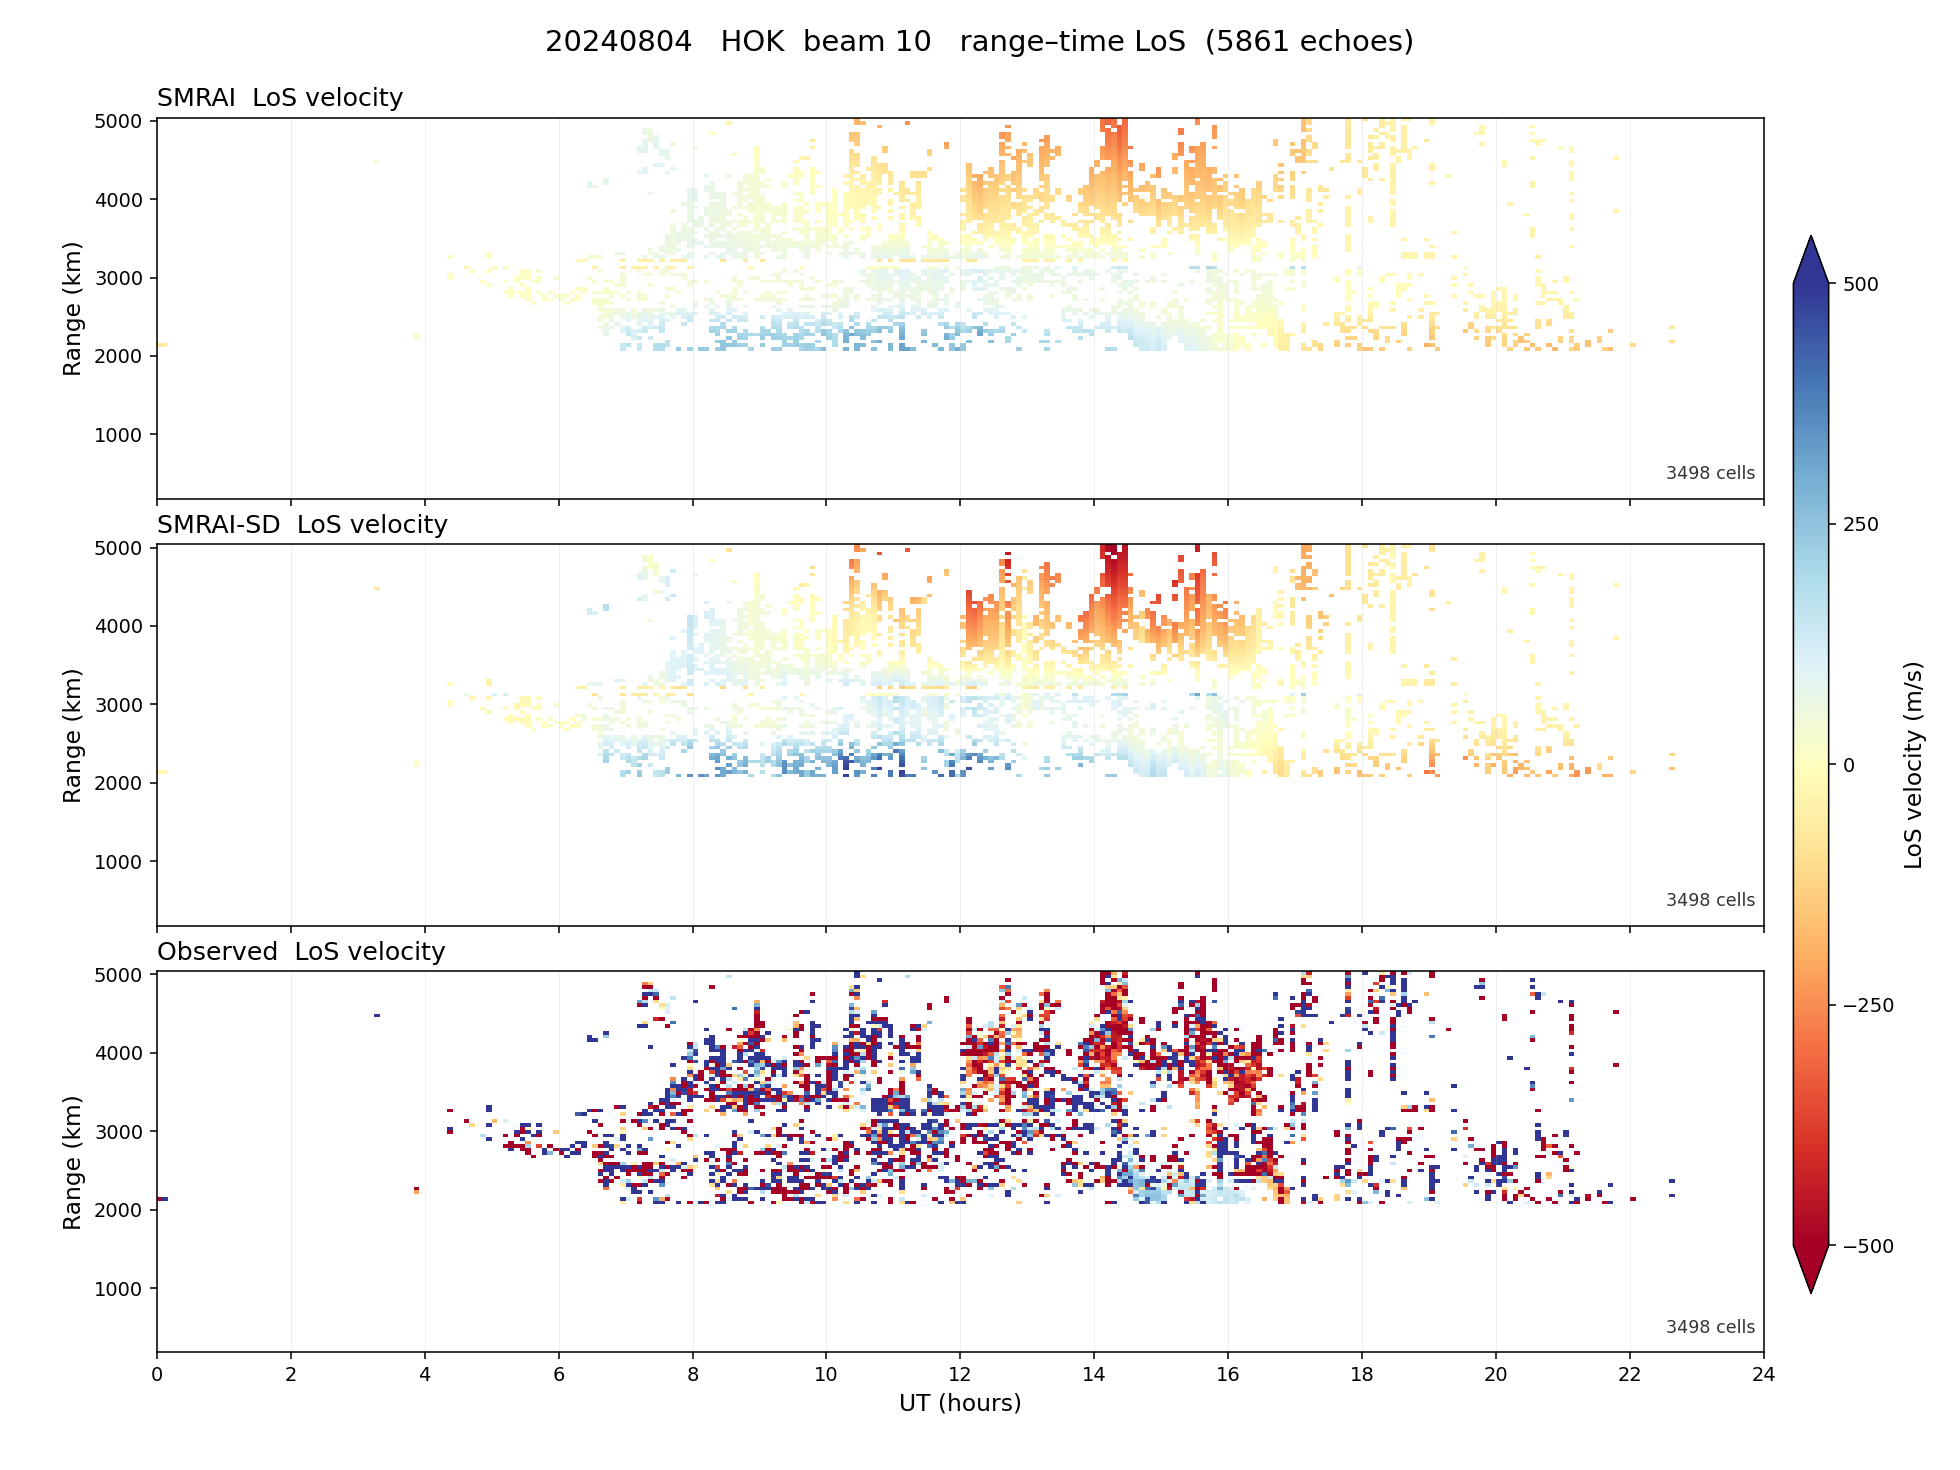 20240804 HOK beam 10 range–time LoS (5861 echoes)
SMRAI LoS velocity
5000
4000
3000
2000
1000
Range (km)
3498 cells
SMRAI-SD LoS velocity
5000
4000
3000
2000
1000
Range (km)
3498 cells
Observed LoS velocity
5000
4000
3000
2000
1000
Range (km)
3498 cells
0 2 4 6 8 10 12 14 16 18 20 22 24
UT (hours)
500
250
0
−250
−500
LoS velocity (m/s)